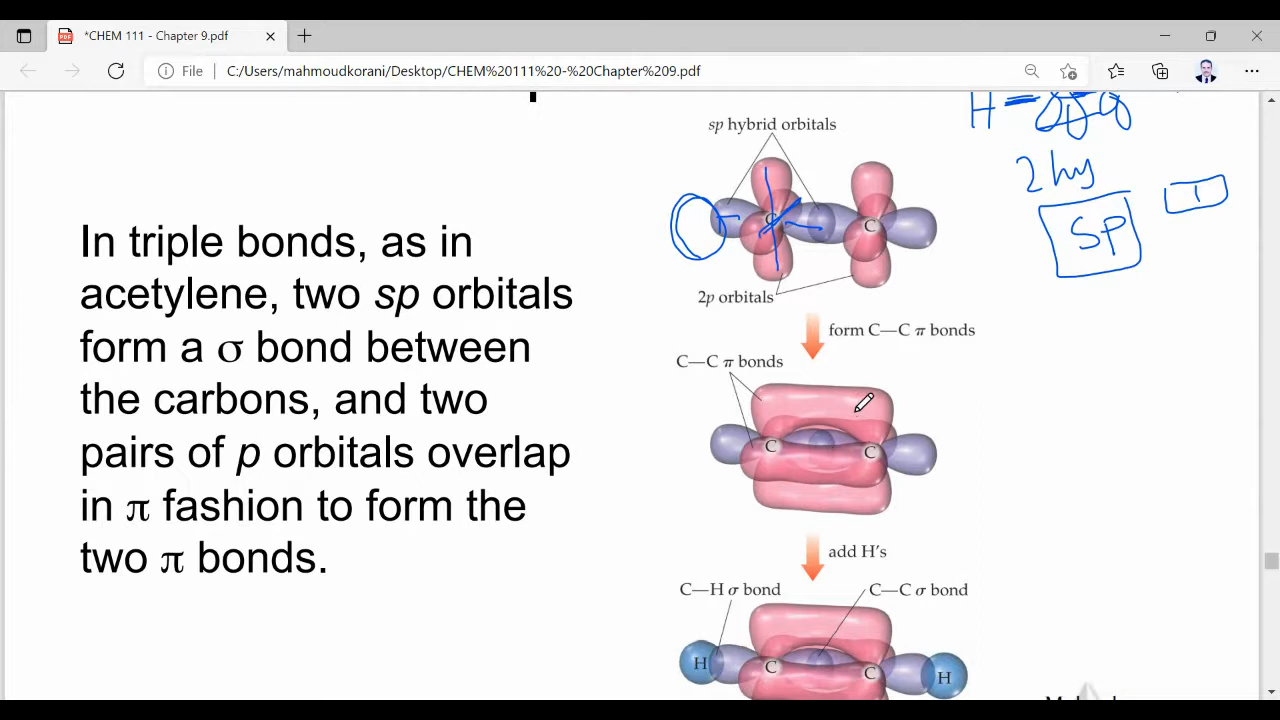 *CHEM 111 - Chapter 9.pdf
PDF
File
C:/Users/mahmoudkorani/Desktop/CHEM%20111%20-%20Chapter%209.pdf
sp hybrid orbitals
H =
2 hy
SP
C
C
In triple bonds, as in
acetylene, two sp orbitals
form a σ bond between
the carbons, and two
pairs of p orbitals overlap
in π fashion to form the
two π bonds.
2p orbitals
form C—C π bonds
C—C π bonds
C
C
add H's
C—H σ bond
C—C σ bond
H
C
C
H